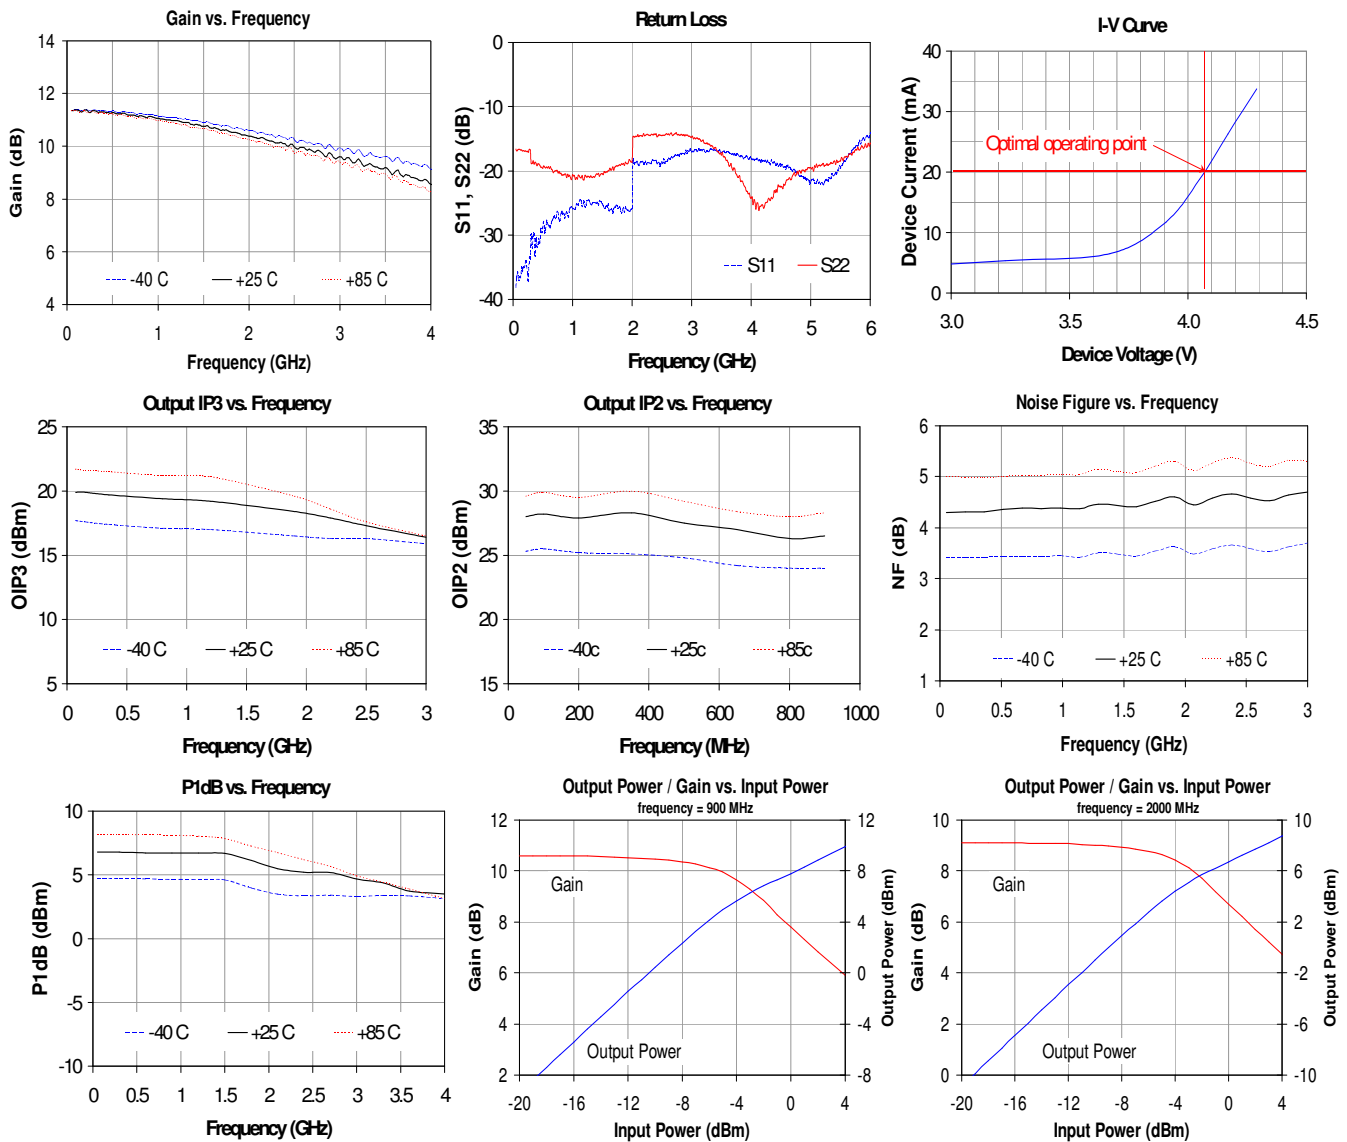 Gain vs. Frequency
14
12
10
8
6
4
Gain (dB)
-40 C
+25 C
+85 C
0
1
2
3
4
Frequency (GHz)
Return Loss
0
-10
-20
-30
-40
S11, S22 (dB)
S11
S22
0
1
2
3
4
5
6
Frequency (GHz)
I-V Curve
40
30
20
10
0
Device Current (mA)
Optimal operating point
3.0
3.5
4.0
4.5
Device Voltage (V)
Output IP3 vs. Frequency
25
20
15
10
5
OIP3 (dBm)
-40 C
+25 C
+85 C
0
0.5
1
1.5
2
2.5
3
Frequency (GHz)
Output IP2 vs. Frequency
35
30
25
20
15
OIP2 (dBm)
-40c
+25c
+85c
0
200
400
600
800
1000
Frequency (MHz)
Noise Figure vs. Frequency
6
5
4
3
2
1
NF (dB)
-40 C
+25 C
+85 C
0
0.5
1
1.5
2
2.5
3
Frequency (GHz)
P1dB vs. Frequency
10
5
0
-5
-10
P1dB (dBm)
-40 C
+25 C
+85 C
0
0.5
1
1.5
2
2.5
3
3.5
4
Frequency (GHz)
Output Power / Gain vs. Input Power
frequency = 900 MHz
12
10
8
6
4
2
Gain (dB)
Gain
Output Power
12
8
4
0
-4
-8
Output Power (dBm)
-20
-16
-12
-8
-4
0
4
Input Power (dBm)
Output Power / Gain vs. Input Power
frequency = 2000 MHz
10
8
6
4
2
0
Gain (dB)
Gain
Output Power
10
6
2
-2
-6
-10
Output Power (dBm)
-20
-16
-12
-8
-4
0
4
Input Power (dBm)